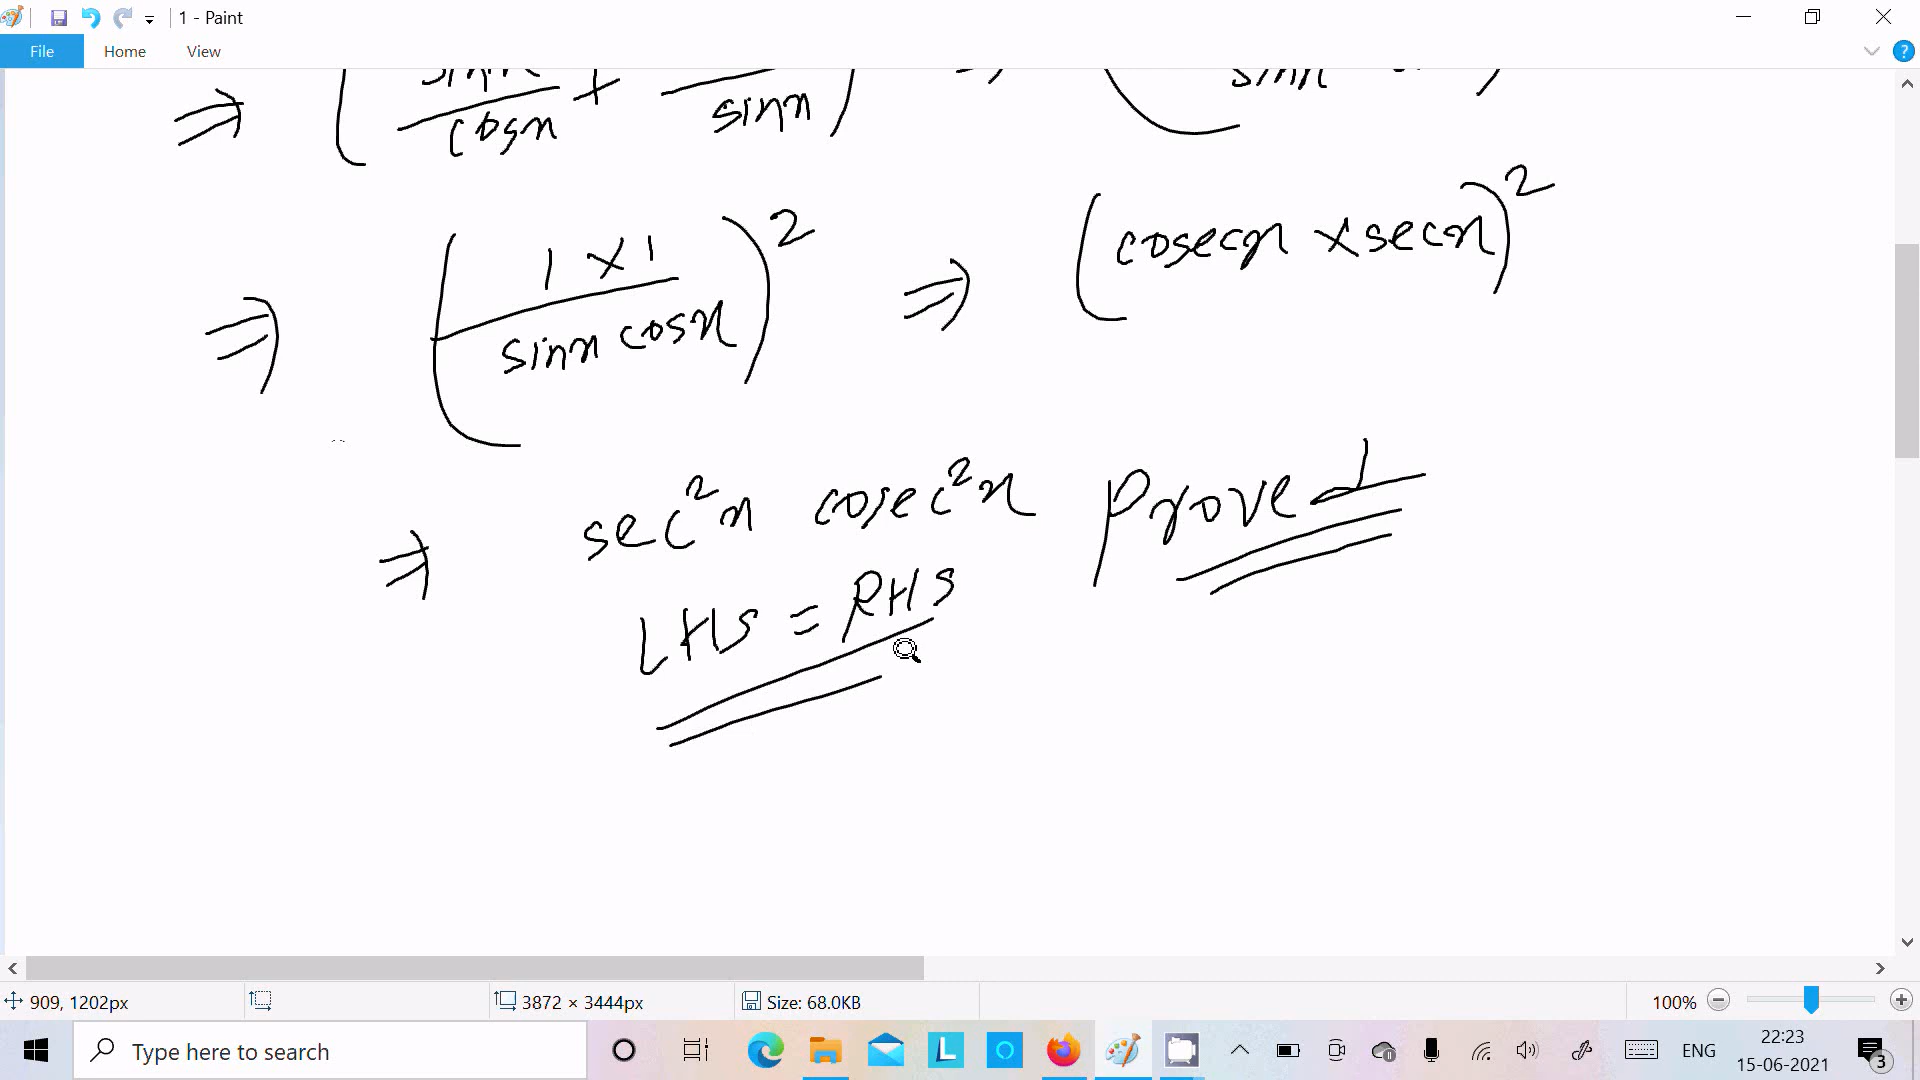 1 - Paint
File Home View
⇒ ( sinx/cosx + /sinx ) ⇒ ( sinx )
⇒ (1 × 1 / sinx cosx)² ⇒ (cosecx × secx)²
⇒ sec²x cosec²x Proved
LHS = RHS
909, 1202px 3872 × 3444px Size: 68.0KB 100%
Type here to search
ENG 22:23
15-06-2021 3